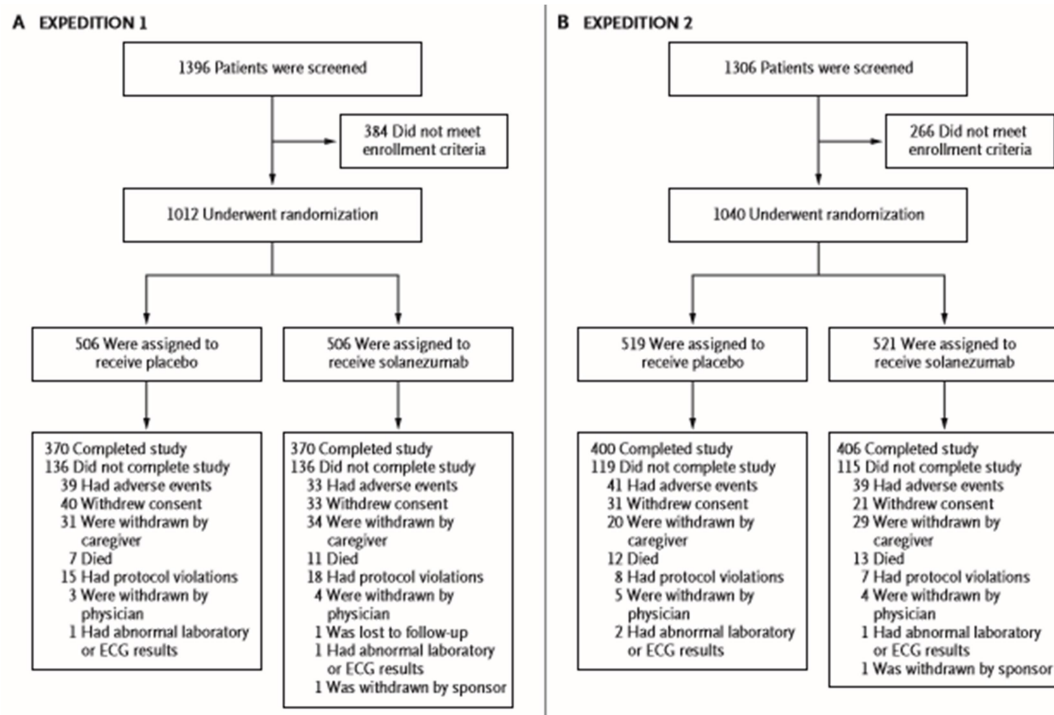 A EXPEDITION 1
1396 Patients were screened
384 Did not meet
enrollment criteria
1012 Underwent randomization
506 Were assigned to
receive placebo
506 Were assigned to
receive solanezumab
370 Completed study
136 Did not complete study
39 Had adverse events
40 Withdrew consent
31 Were withdrawn by
caregiver
7 Died
15 Had protocol violations
3 Were withdrawn by
physician
1 Had abnormal laboratory
or ECG results
370 Completed study
136 Did not complete study
33 Had adverse events
33 Withdrew consent
34 Were withdrawn by
caregiver
11 Died
18 Had protocol violations
4 Were withdrawn by
physician
1 Was lost to follow-up
1 Had abnormal laboratory
or ECG results
1 Was withdrawn by sponsor
B EXPEDITION 2
1306 Patients were screened
266 Did not meet
enrollment criteria
1040 Underwent randomization
519 Were assigned to
receive placebo
521 Were assigned to
receive solanezumab
400 Completed study
119 Did not complete study
41 Had adverse events
31 Withdrew consent
20 Were withdrawn by
caregiver
12 Died
8 Had protocol violations
5 Were withdrawn by
physician
2 Had abnormal laboratory
or ECG results
406 Completed study
115 Did not complete study
39 Had adverse events
21 Withdrew consent
29 Were withdrawn by
caregiver
13 Died
7 Had protocol violations
4 Were withdrawn by
physician
1 Had abnormal laboratory
or ECG results
1 Was withdrawn by sponsor